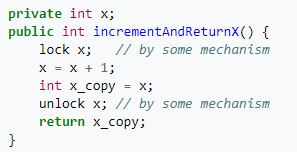 private int x;
public int incrementAndReturnX() {
    lock x;   // by some mechanism
    x = x + 1;
    int x_copy = x;
    unlock x; // by some mechanism
    return x_copy;
}